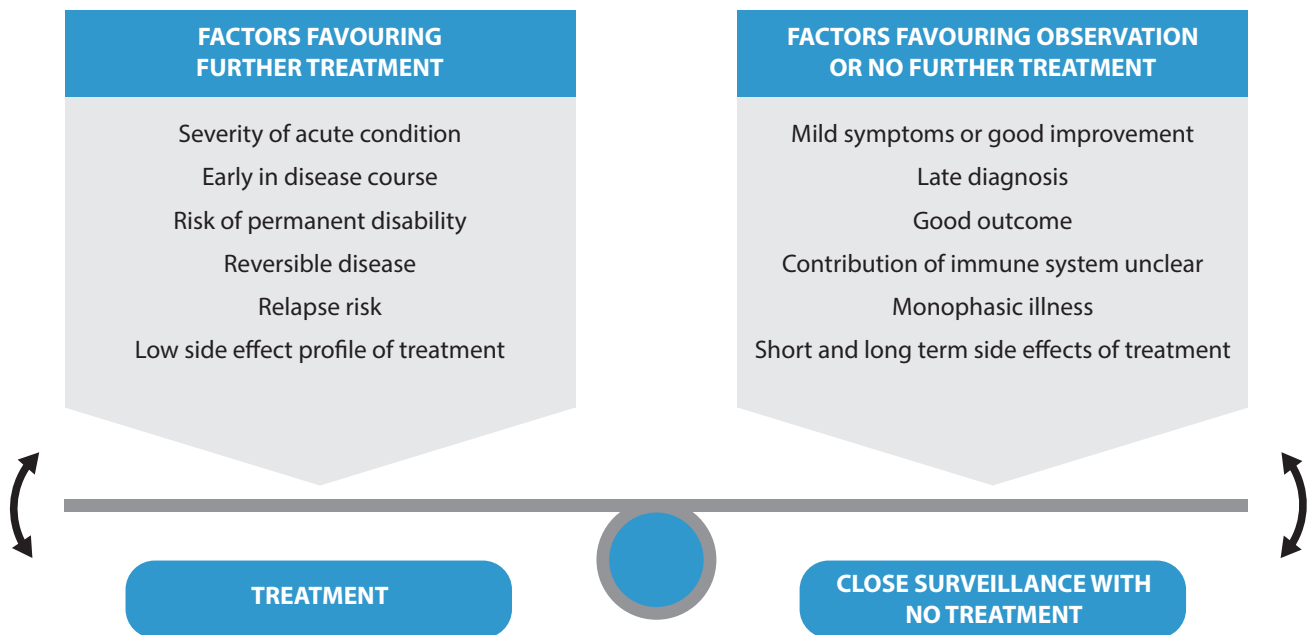 FACTORS FAVOURING
FURTHER TREATMENT
Severity of acute condition
Early in disease course
Risk of permanent disability
Reversible disease
Relapse risk
Low side effect profile of treatment
FACTORS FAVOURING OBSERVATION
OR NO FURTHER TREATMENT
Mild symptoms or good improvement
Late diagnosis
Good outcome
Contribution of immune system unclear
Monophasic illness
Short and long term side effects of treatment
TREATMENT
CLOSE SURVEILLANCE WITH
NO TREATMENT